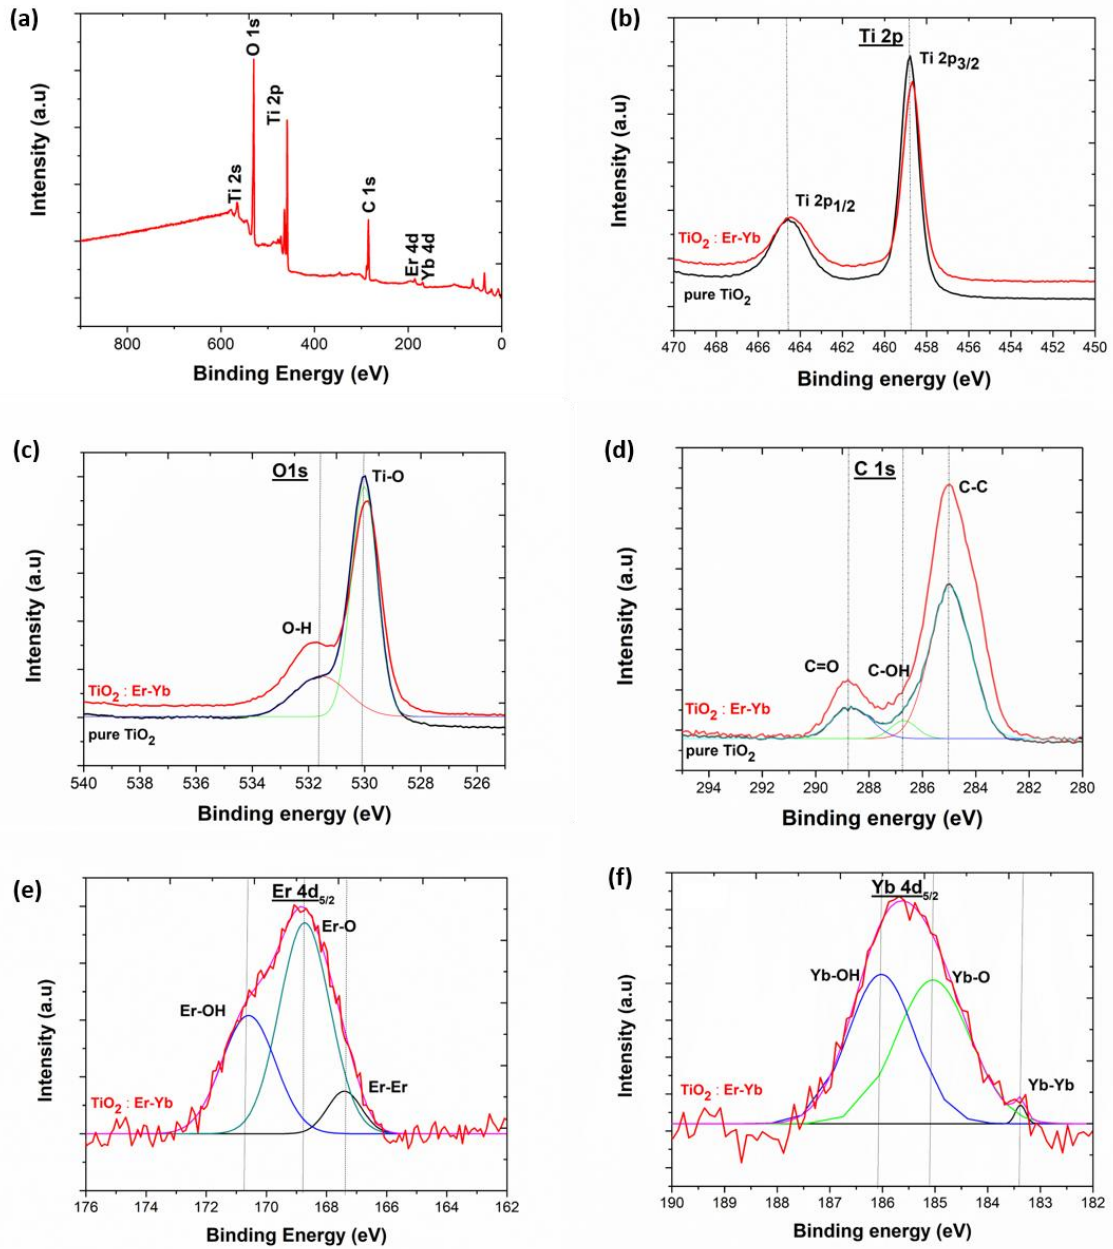 (a)
O 1s
Ti 2p
Ti 2s
C 1s
Er 4d
Yb 4d
Intensity (a.u)
800 600 400 200 0
Binding Energy (eV)
(b)
Ti 2p
Ti 2p3/2
Ti 2p1/2
TiO2 : Er-Yb
pure TiO2
Intensity (a.u)
470 468 466 464 462 460 458 456 454 452 450
Binding energy (eV)
(c)
O1s
Ti-O
O-H
TiO2 : Er-Yb
pure TiO2
Intensity (a.u)
540 538 536 534 532 530 528 526
Binding energy (eV)
(d)
C 1s
C-C
C=O
C-OH
TiO2 : Er-Yb
pure TiO2
Intensity (a.u)
294 292 290 288 286 284 282 280
Binding energy (eV)
(e)
Er 4d5/2
Er-O
Er-OH
Er-Er
TiO2 : Er-Yb
Intensity (a.u)
176 174 172 170 168 166 164 162
Binding Energy (eV)
(f)
Yb 4d5/2
Yb-OH
Yb-O
Yb-Yb
TiO2 : Er-Yb
Intensity (a.u)
190 189 188 187 186 185 184 183 182
Binding energy (eV)